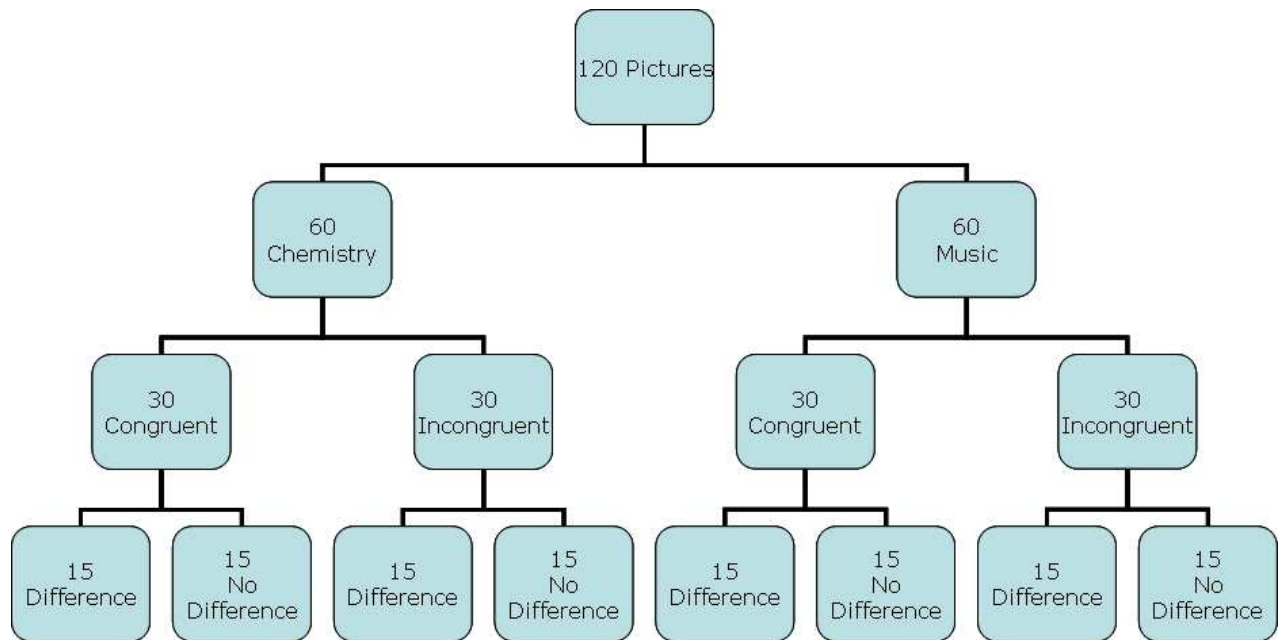 120 Pictures
60
Chemistry
60
Music
30
Congruent
30
Incongruent
30
Congruent
30
Incongruent
15
Difference
15
No
Difference
15
Difference
15
No
Difference
15
Difference
15
No
Difference
15
Difference
15
No
Difference